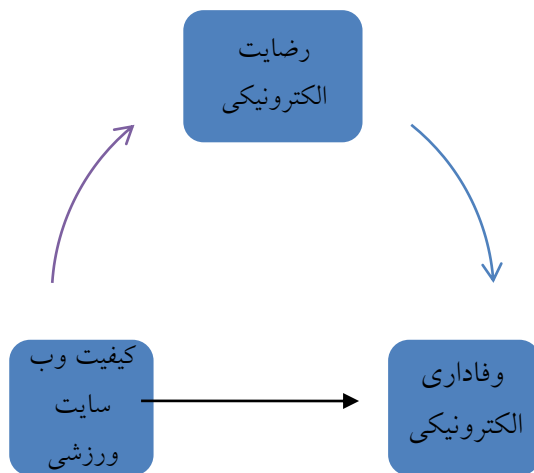 رضایت
الکترونیکی
کیفیت وب
سایت
ورزشی
وفاداری
الکترونیکی